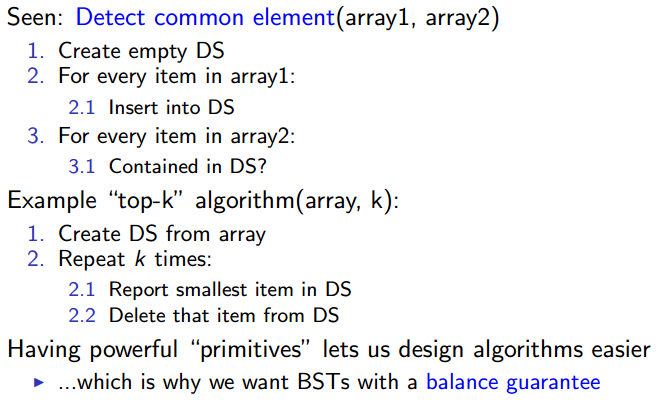 Seen: Detect common element(array1, array2)
1. Create empty DS
2. For every item in array1:
2.1 Insert into DS
3. For every item in array2:
3.1 Contained in DS?
Example “top-k” algorithm(array, k):
1. Create DS from array
2. Repeat k times:
2.1 Report smallest item in DS
2.2 Delete that item from DS
Having powerful “primitives” lets us design algorithms easier
▶ ...which is why we want BSTs with a balance guarantee